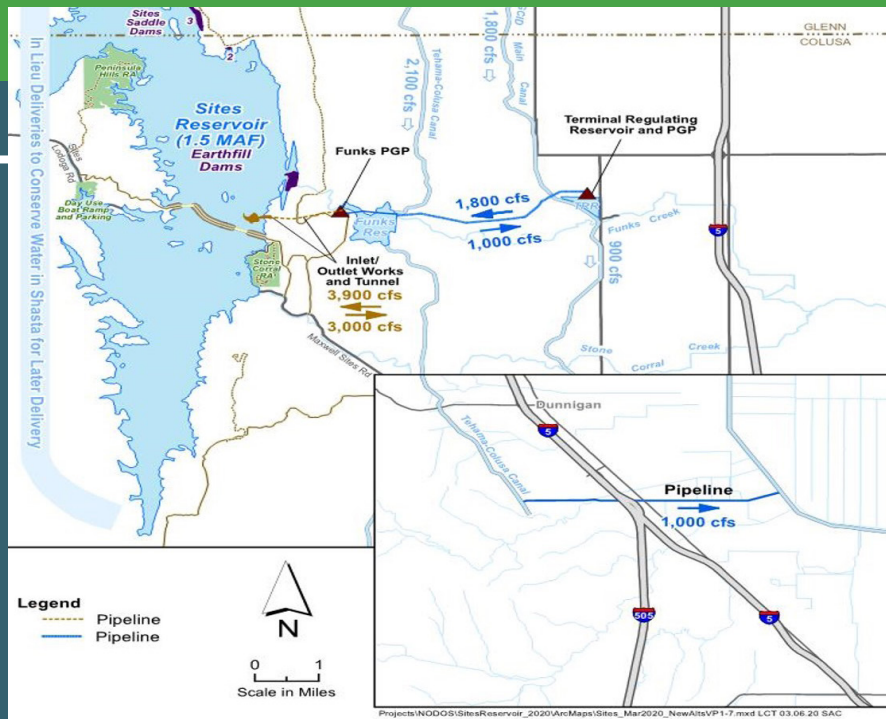 Sites
Saddle
Dams
3
2
GLENN
COLUSA
In Lieu Deliveries to Conserve Water in Shasta for Later Delivery
Peninsula
Hills RA
Sites
Reservoir
(1.5 MAF)
Earthfill
Dams
2,100 cfs
Tehama-Colusa Canal
1,800 cfs
GCID
Main
Canal
Terminal Regulating
Reservoir and PGP
Funks PGP
Sites
Lodoga Rd
Day Use
Boat Ramp
and Parking
Funks
Res
1,800 cfs
1,000 cfs
TRR
Funks Creek
900 cfs
5
Inlet/
Outlet Works
and Tunnel
3,900 cfs
3,000 cfs
Stone
Corral
RA
Maxwell Sites Rd
Stone
Corral
Creek
Dunnigan
5
Tehama-Colusa Canal
Pipeline
1,000 cfs
505
5
Legend
Pipeline
Pipeline
N
0 1
Scale in Miles
Projects\NODOS\SitesReservoir_2020\ArcMaps\Sites_Mar2020_NewAltsVP1-7.mxd LCT 03.06.20 SAC